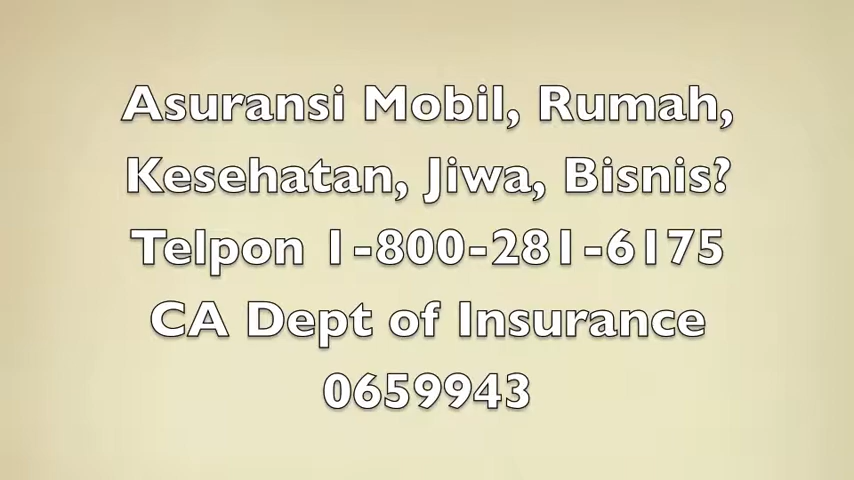 Asuransi Mobil, Rumah,
Kesehatan, Jiwa, Bisnis?
Telpon 1-800-281-6175
CA Dept of Insurance
0659943